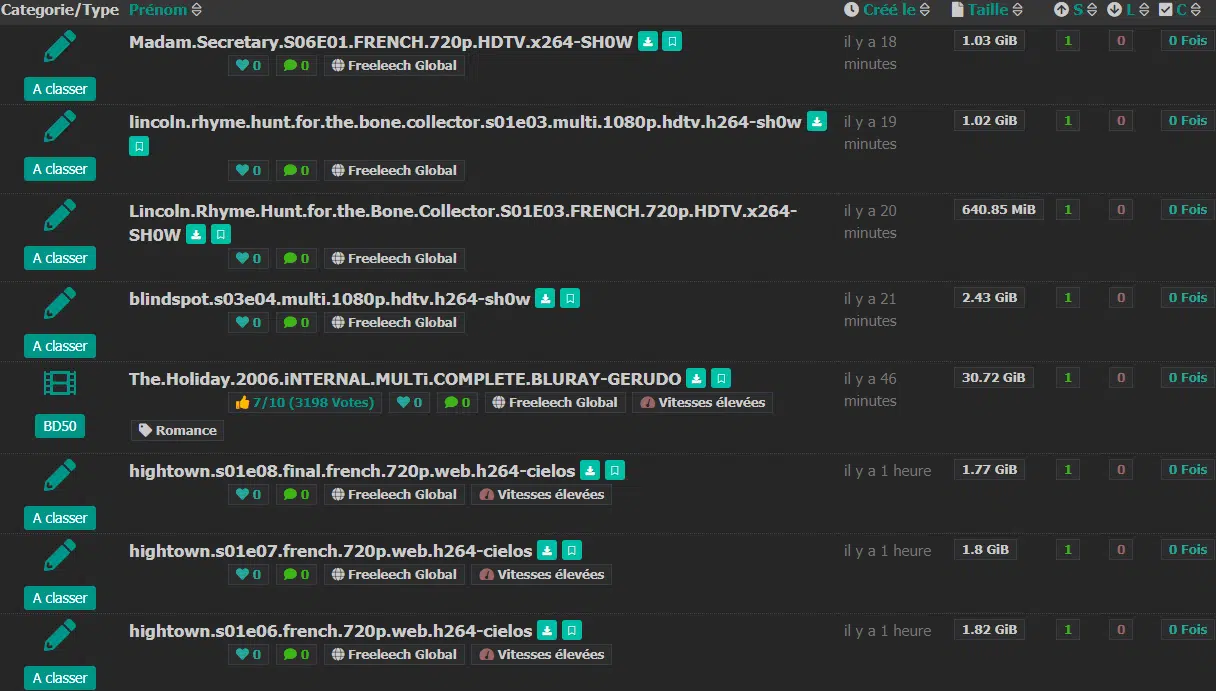 Categorie/Type Prénom Créé le Taille S L C
Madam.Secretary.S06E01.FRENCH.720p.HDTV.x264-SH0W il y a 18 1.03 GiB 1 0 0 Fois
0 0 Freeleech Global minutes
A classer
lincoln.rhyme.hunt.for.the.bone.collector.s01e03.multi.1080p.hdtv.h264-sh0w il y a 19 1.02 GiB 1 0 0 Fois
minutes
A classer 0 0 Freeleech Global
Lincoln.Rhyme.Hunt.for.the.Bone.Collector.S01E03.FRENCH.720p.HDTV.x264- il y a 20 640.85 MiB 1 0 0 Fois
SH0W minutes
A classer 0 0 Freeleech Global
blindspot.s03e04.multi.1080p.hdtv.h264-sh0w il y a 21 2.43 GiB 1 0 0 Fois
0 0 Freeleech Global minutes
A classer
The.Holiday.2006.iNTERNAL.MULTi.COMPLETE.BLURAY-GERUDO il y a 46 30.72 GiB 1 0 0 Fois
7/10 (3198 Votes) 0 0 Freeleech Global Vitesses élevées minutes
BD50 Romance
hightown.s01e08.final.french.720p.web.h264-cielos il y a 1 heure 1.77 GiB 1 0 0 Fois
0 0 Freeleech Global Vitesses élevées
A classer
hightown.s01e07.french.720p.web.h264-cielos il y a 1 heure 1.8 GiB 1 0 0 Fois
0 0 Freeleech Global Vitesses élevées
A classer
hightown.s01e06.french.720p.web.h264-cielos il y a 1 heure 1.82 GiB 1 0 0 Fois
0 0 Freeleech Global Vitesses élevées
A classer